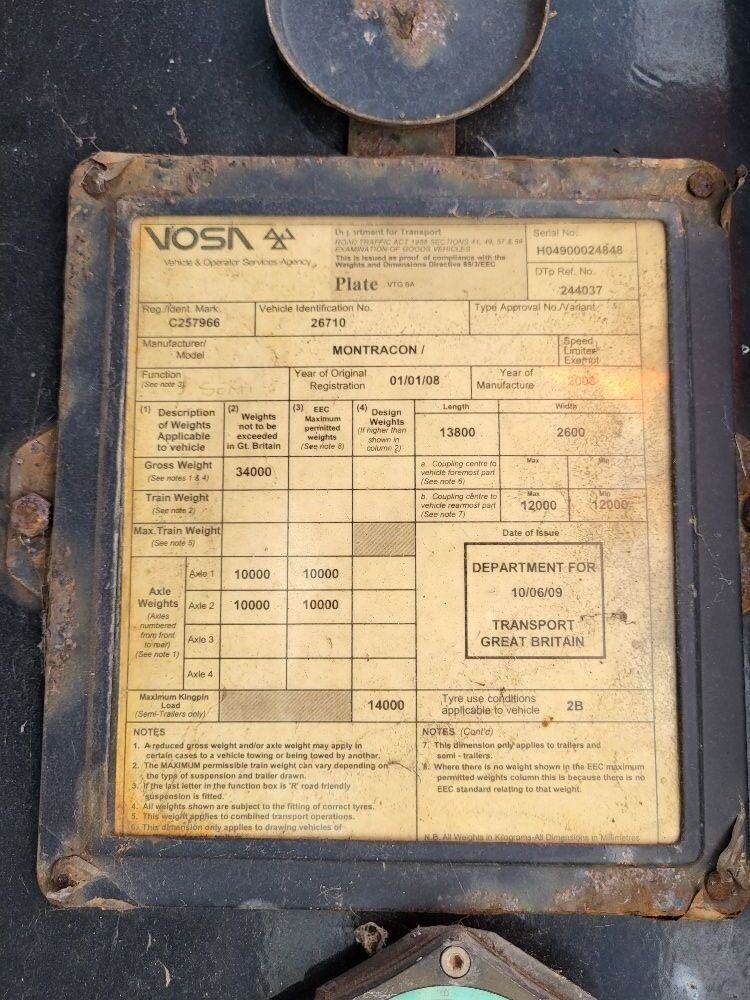 VOSA
Vehicle & Operator Services Agency
Department for Transport
ROAD TRAFFIC ACT 1988 SECTIONS 41, 49, 57 & 58
EXAMINATION OF GOODS VEHICLES
This is issued as proof of compliance with the
Weights and Dimensions Directive 85/3/EEC
Plate VTG 6A
Serial No.
H04900024848
DTp Ref. No.
244037
Reg./Ident. Mark
C257966
Vehicle Identification No.
26710
Type Approval No./Variant
Manufacturer/
Model
MONTRACON /
Speed
Limiter
Exempt
Function
(See note 3)
Year of Original
Registration
01/01/08
Year of
Manufacture
(1) Description
of Weights
Applicable
to vehicle
(2) Weights
not to be
exceeded
in Gt. Britain
(3) EEC
Maximum
permitted
weights
(See note 8)
(4) Design
Weights
(If higher than
shown in
column 2)
Length
13800
Width
2600
Gross Weight
(See notes 1 & 4)
34000
a. Coupling centre to
vehicle foremost part
(See note 6)
Max
Min
Train Weight
(See note 2)
b. Coupling centre to
vehicle rearmost part
(See note 7)
Max
12000
Min
12000
Max. Train Weight
(See note 5)
Date of Issue
DEPARTMENT FOR
10/06/09
TRANSPORT
GREAT BRITAIN
Axle
Weights
(Axles
numbered
from front
to rear)
(See note 1)
Axle 1 10000 10000
Axle 2 10000 10000
Axle 3
Axle 4
Maximum Kingpin
Load
(Semi-Trailers only)
14000
Tyre use conditions
applicable to vehicle
2B
NOTES
1. A reduced gross weight and/or axle weight may apply in
certain cases to a vehicle towing or being towed by another.
2. The MAXIMUM permissible train weight can vary depending on
the type of suspension and trailer drawn.
3. If the last letter in the function box is 'R' road friendly
suspension is fitted.
4. All weights shown are subject to the fitting of correct tyres.
5. This weight applies to combined transport operations.
6. This dimension only applies to drawing vehicles of
NOTES (Cont'd)
7. This dimension only applies to trailers and
semi - trailers.
8. Where there is no weight shown in the EEC maximum
permitted weights column this is because there is no
EEC standard relating to that weight.
N.B. All Weights in Kilograms-All Dimensions in Millimetres